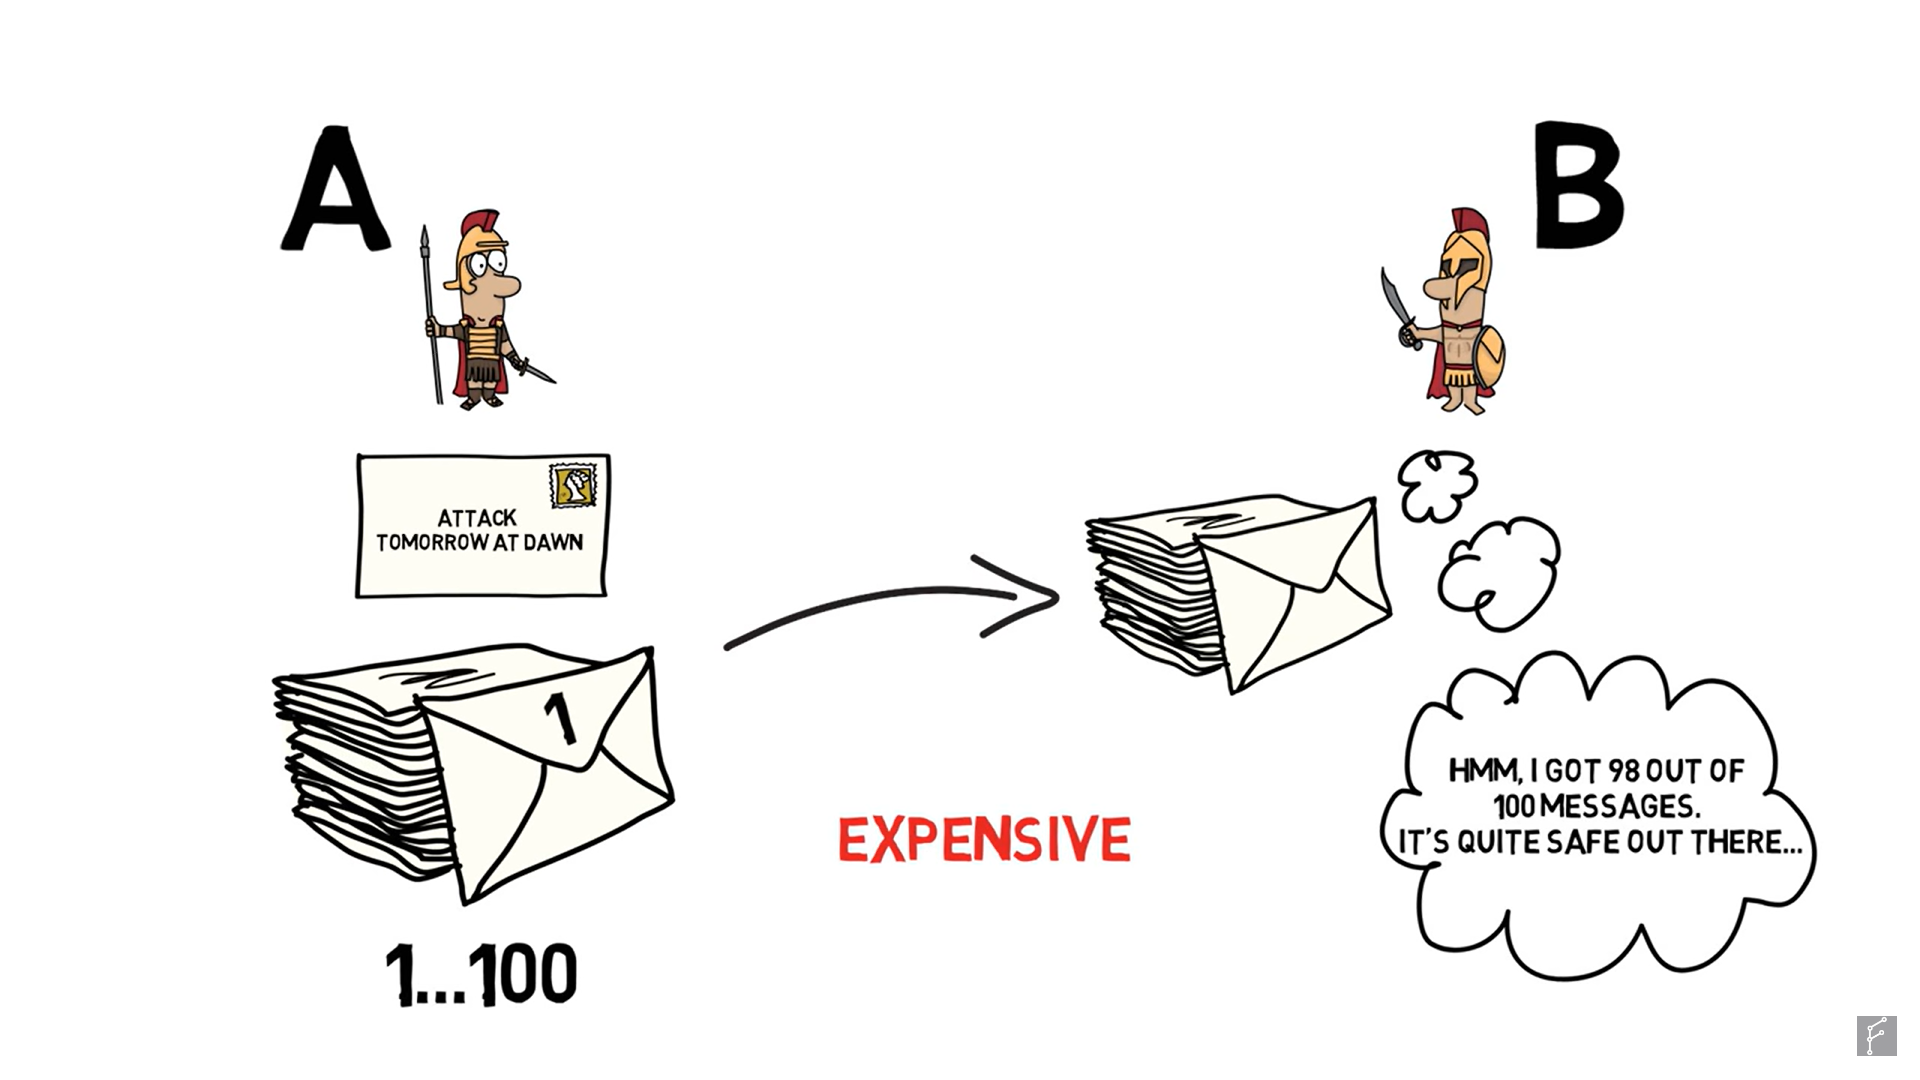 A
B
ATTACK
TOMORROW AT DAWN
1
1...100
EXPENSIVE
HMM, I GOT 98 OUT OF
100 MESSAGES.
IT'S QUITE SAFE OUT THERE...